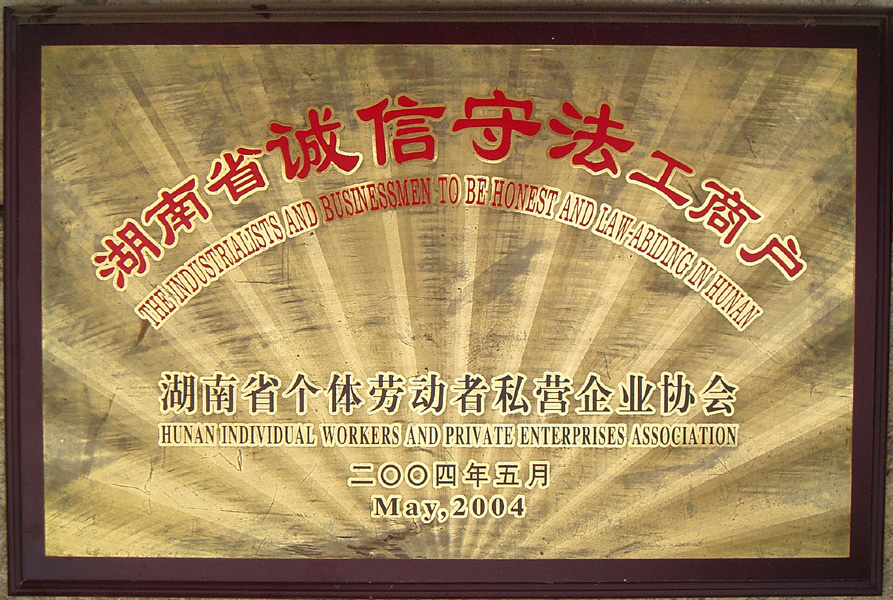 湖南省诚信守法工商户
THE INDUSTRIALISTS AND BUSINESSMEN TO BE HONEST AND LAW-ABIDING IN HUNAN
湖南省个体劳动者私营企业协会
HUNAN INDIVIDUAL WORKERS AND PRIVATE ENTERPRISES ASSOCIATION
二〇〇四年五月
May,2004